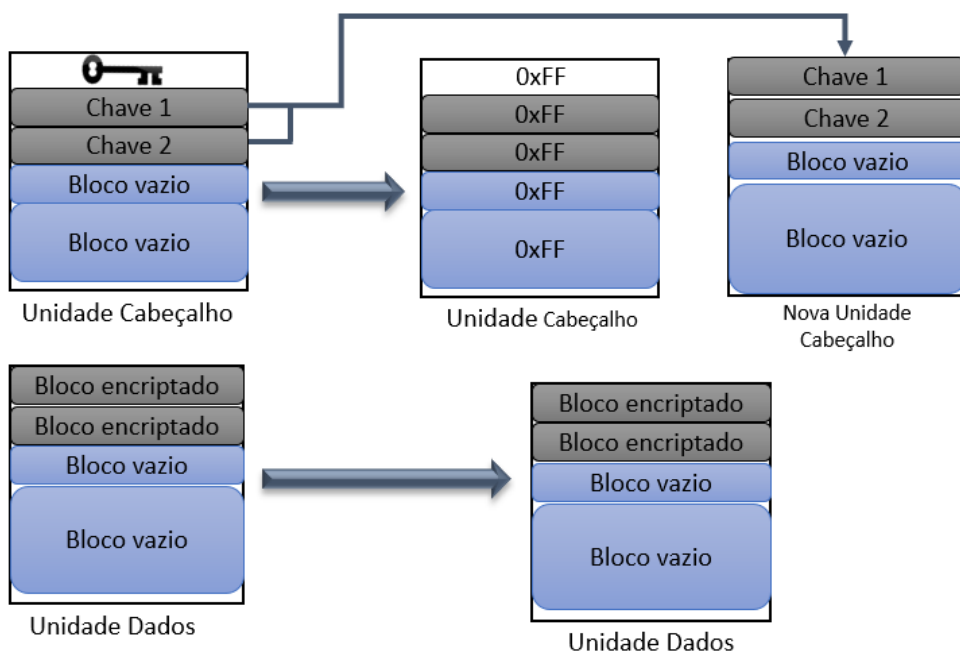 Chave 1
Chave 2
Bloco vazio
Bloco vazio
Unidade Cabeçalho
0xFF
0xFF
0xFF
0xFF
0xFF
Unidade Cabeçalho
Chave 1
Chave 2
Bloco vazio
Bloco vazio
Nova Unidade
Cabeçalho
Bloco encriptado
Bloco encriptado
Bloco vazio
Bloco vazio
Unidade Dados
Bloco encriptado
Bloco encriptado
Bloco vazio
Bloco vazio
Unidade Dados